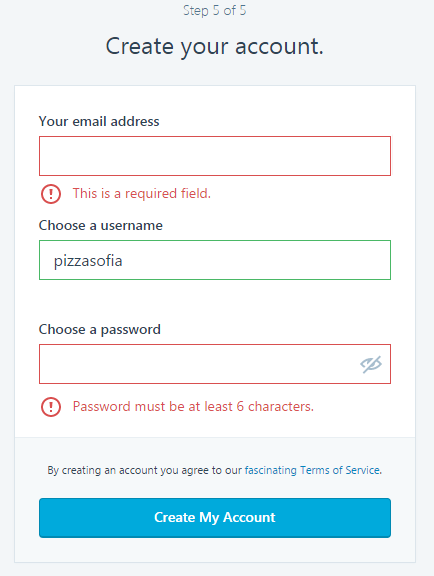 Step 5 of 5
Create your account.
Your email address
This is a required field.
Choose a username
pizzasofia
Choose a password
Password must be at least 6 characters.
By creating an account you agree to our fascinating Terms of Service.
Create My Account